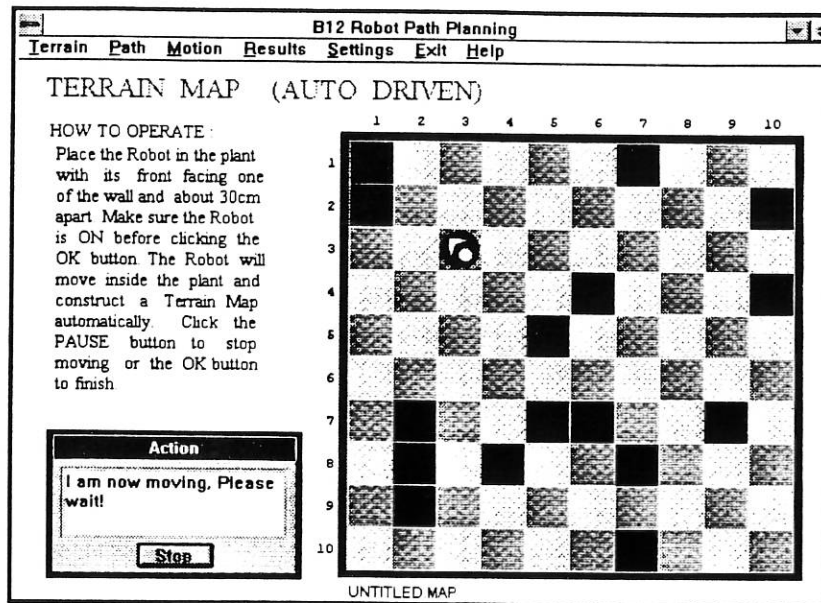 B12 Robot Path Planning
Terrain Path Motion Results Settings Exit Help
TERRAIN MAP (AUTO DRIVEN)
HOW TO OPERATE :
Place the Robot in the plant
with its front facing one
of the wall and about 30cm
apart. Make sure the Robot
is ON before clicking the
OK button. The Robot will
move inside the plant and
construct a Terrain Map
automatically. Click the
PAUSE button to stop
moving or the OK button
to finish
Action
I am now moving, Please
wait!
Stop
1 2 3 4 5 6 7 8 9 10
1
2
3
4
5
6
7
8
9
10
UNTITLED MAP